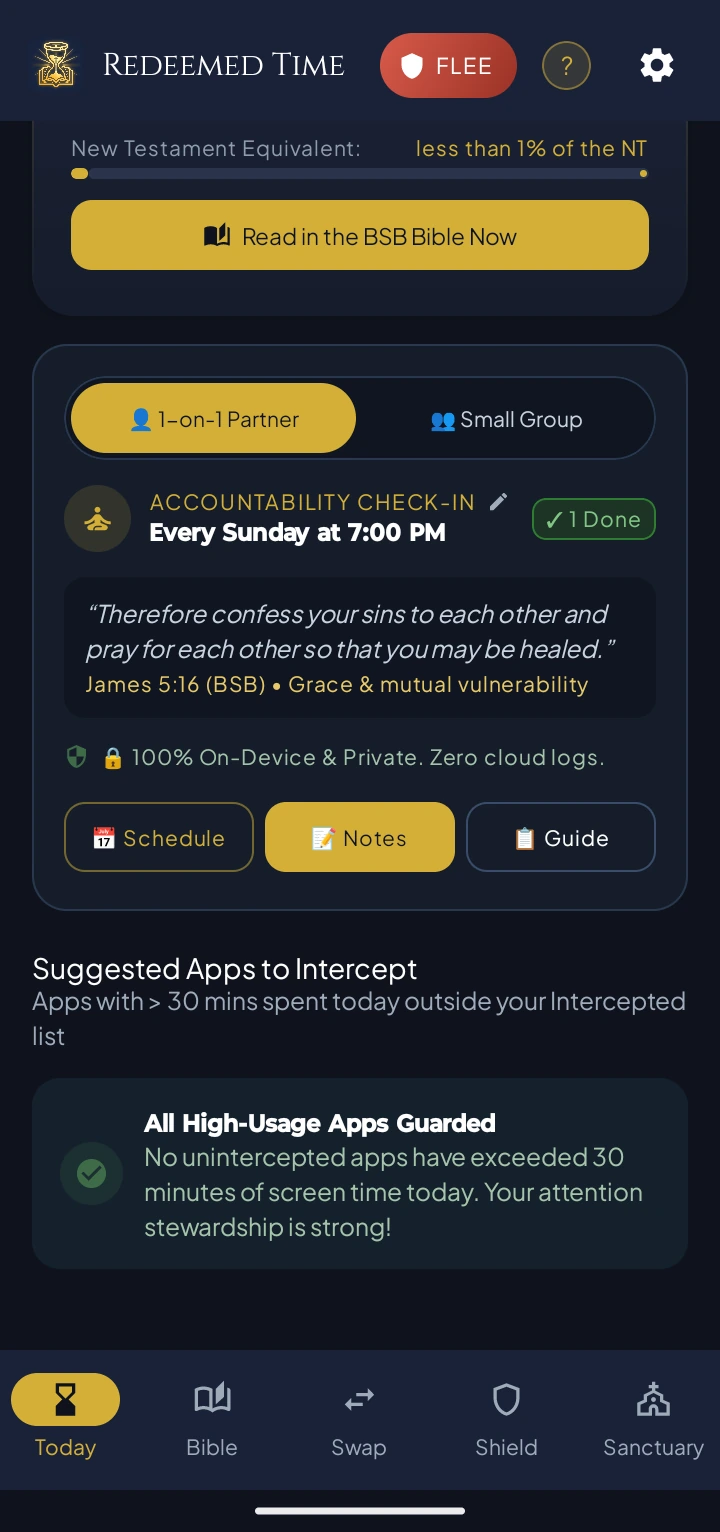 REDEEMED TIME
FLEE
?
New Testament Equivalent: less than 1% of the NT
Read in the BSB Bible Now
1-on-1 Partner
Small Group
ACCOUNTABILITY CHECK-IN
Every Sunday at 7:00 PM
✓ 1 Done
“Therefore confess your sins to each other and
pray for each other so that you may be healed.”
James 5:16 (BSB) • Grace & mutual vulnerability
100% On-Device & Private. Zero cloud logs.
Schedule
Notes
Guide
Suggested Apps to Intercept
Apps with > 30 mins spent today outside your Intercepted
list
All High-Usage Apps Guarded
No unintercepted apps have exceeded 30
minutes of screen time today. Your attention
stewardship is strong!
Today
Bible
Swap
Shield
Sanctuary